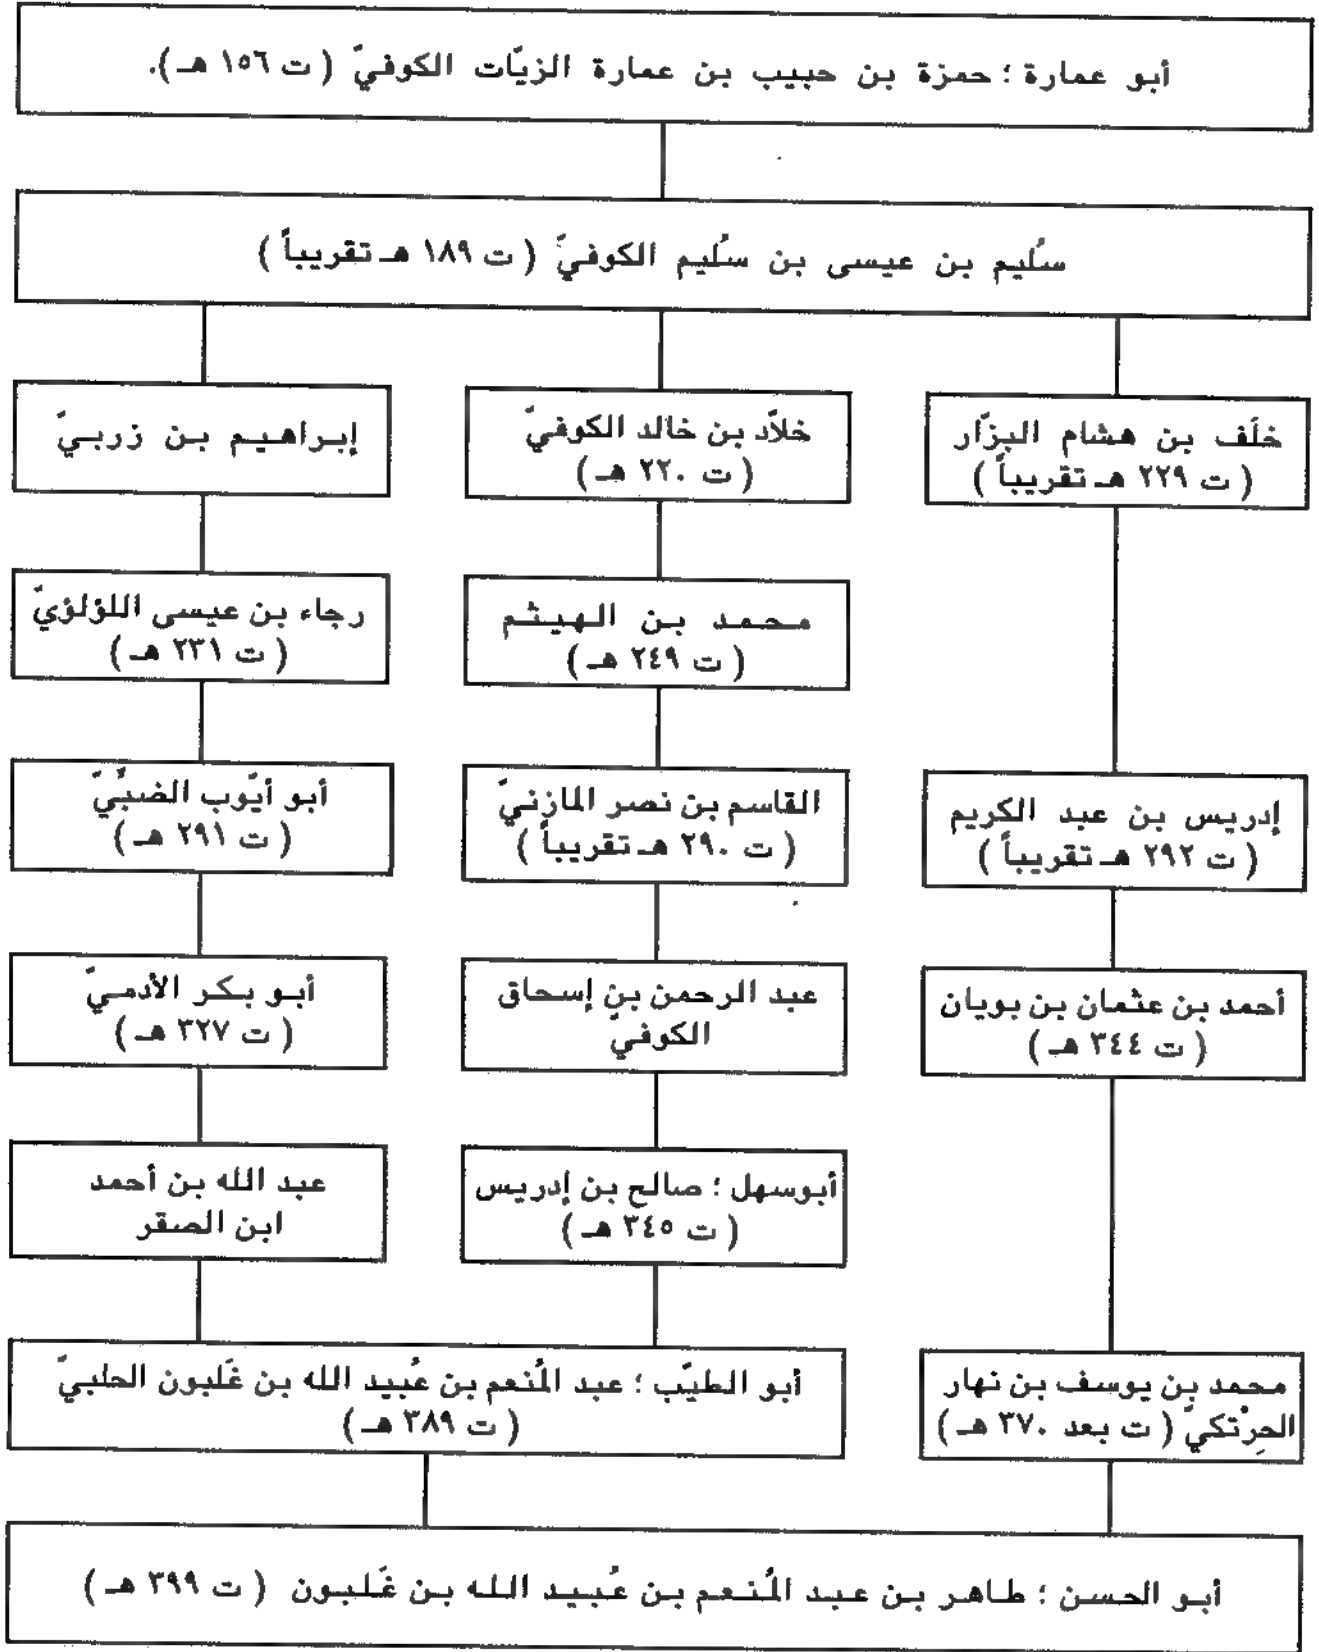 أبو عمارة ؛ حمزة بن حبيب بن عمارة الزيّات الكوفيّ ( ت ١٥٦ هـ ).
سُليم بن عيسى بن سُليم الكوفيّ ( ت ١٨٩ هـ تقريباً )
خلَف بن هشام البزّار
( ت ٢٢٩ هـ تقريباً )
خلاّد بن خالد الكوفيّ
( ت ٢٢٠ هـ )
إبراهيم بن زربيّ
محمد بن الهيثم
( ت ٢٤٩ هـ )
رجاء بن عيسى اللؤلؤيّ
( ت ٢٣١ هـ )
إدريس بن عبد الكريم
( ت ٢٩٢ هـ تقريباً )
القاسم بن نصر المازنيّ
( ت ٢٩٠ هـ تقريباً )
أبو أيّوب الضبّيّ
( ت ٢٩١ هـ )
أحمد بن عثمان بن بويان
( ت ٣٤٤ هـ )
عبد الرحمن بن إسحاق
الكوفيّ
أبو بكر الأدميّ
( ت ٣٢٧ هـ )
أبوسهل ؛ صالح بن إدريس
( ت ٣٤٥ هـ )
عبد الله بن أحمد
ابن الصقر
محمد بن يوسف بن نهار
الحِرْتكيّ ( ت بعد ٣٧٠ هـ )
أبو الطيّب ؛ عبد المُنعم بن عُبيد الله بن غَلبون الحلبيّ
( ت ٣٨٩ هـ )
أبو الحسن ؛ طاهر بن عبد المُنعم بن عُبيد الله بن غَلبون ( ت ٣٩٩ هـ )